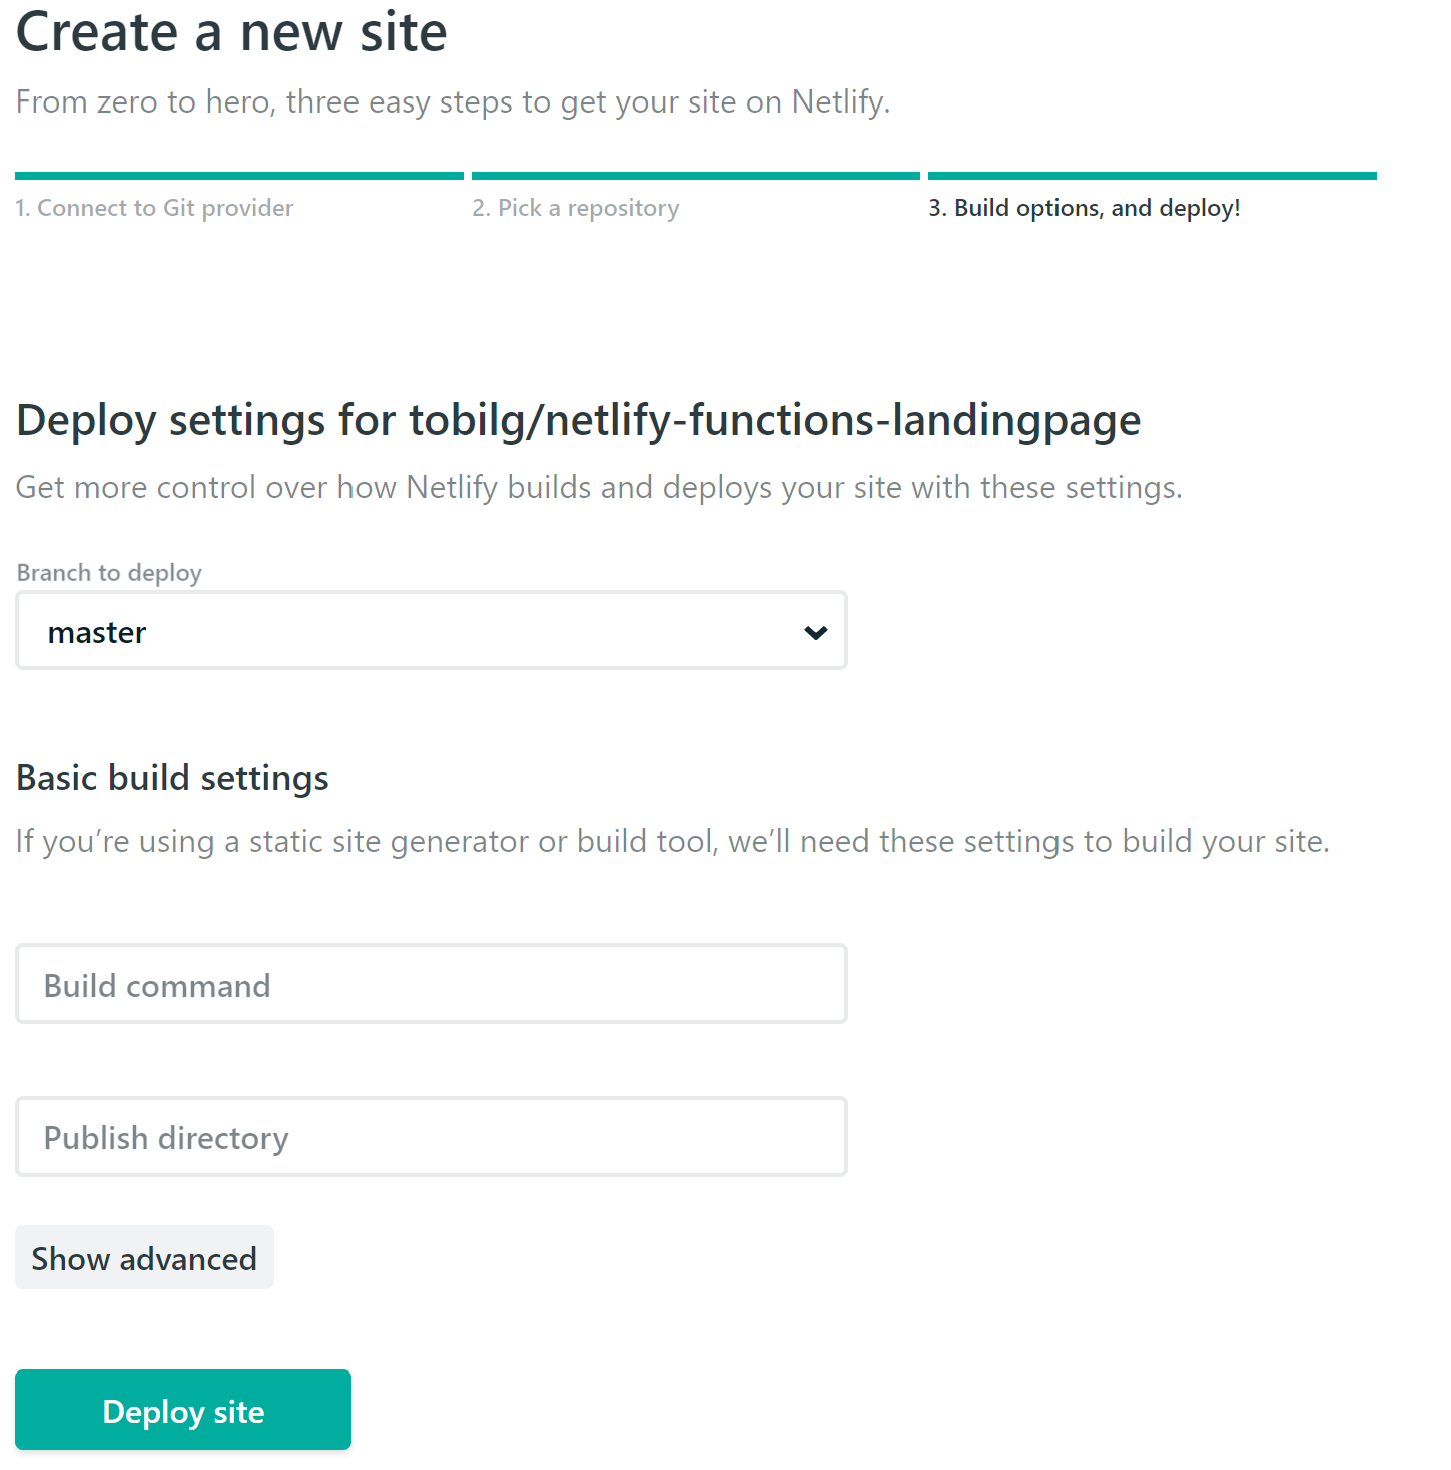 Create a new site
From zero to hero, three easy steps to get your site on Netlify.
1. Connect to Git provider
2. Pick a repository
3. Build options, and deploy!
Deploy settings for tobilg/netlify-functions-landingpage
Get more control over how Netlify builds and deploys your site with these settings.
Branch to deploy
master
Basic build settings
If you’re using a static site generator or build tool, we’ll need these settings to build your site.
Build command
Publish directory
Show advanced
Deploy site